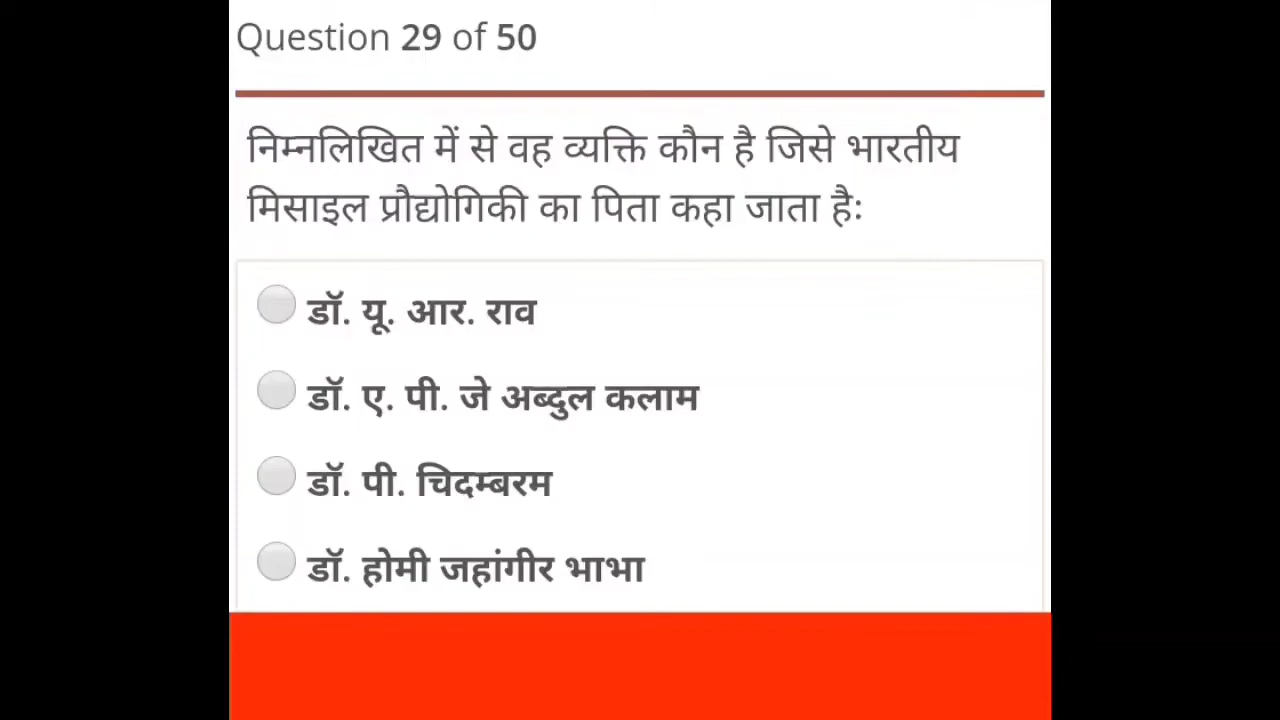 Question 29 of 50
निम्नलिखित में से वह व्यक्ति कौन है जिसे भारतीय
मिसाइल प्रौद्योगिकी का पिता कहा जाता हैः
डॉ. यू. आर. राव
डॉ. ए. पी. जे अब्दुल कलाम
डॉ. पी. चिदम्बरम
डॉ. होमी जहांगीर भाभा